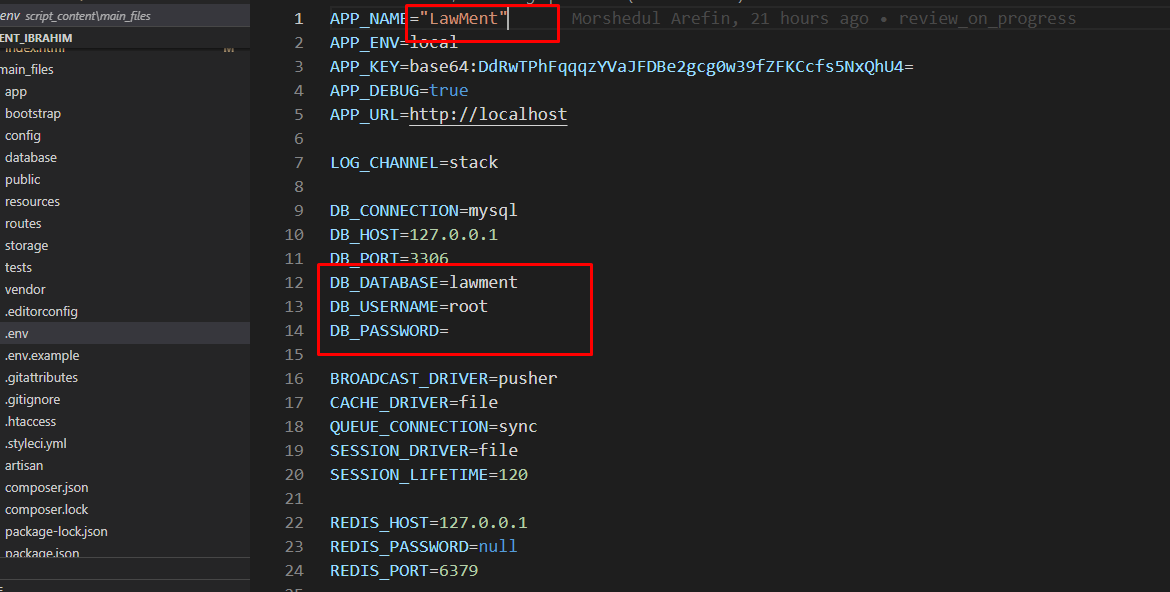 .env script_content\main_files
ENT_IBRAHIM
index.html M
main_files
app
bootstrap
config
database
public
resources
routes
storage
tests
vendor
.editorconfig
.env
.env.example
.gitattributes
.gitignore
.htaccess
.styleci.yml
artisan
composer.json
composer.lock
package-lock.json
package.json
1 APP_NAME="LawMent" Morshedul Arefin, 21 hours ago • review_on_progress
2 APP_ENV=local
3 APP_KEY=base64:DdRwTPhFqqqzYVaJFDBe2gcg0w39fZFKCcfs5NxQhU4=
4 APP_DEBUG=true
5 APP_URL=http://localhost
6
7 LOG_CHANNEL=stack
8
9 DB_CONNECTION=mysql
10 DB_HOST=127.0.0.1
11 DB_PORT=3306
12 DB_DATABASE=lawment
13 DB_USERNAME=root
14 DB_PASSWORD=
15
16 BROADCAST_DRIVER=pusher
17 CACHE_DRIVER=file
18 QUEUE_CONNECTION=sync
19 SESSION_DRIVER=file
20 SESSION_LIFETIME=120
21
22 REDIS_HOST=127.0.0.1
23 REDIS_PASSWORD=null
24 REDIS_PORT=6379